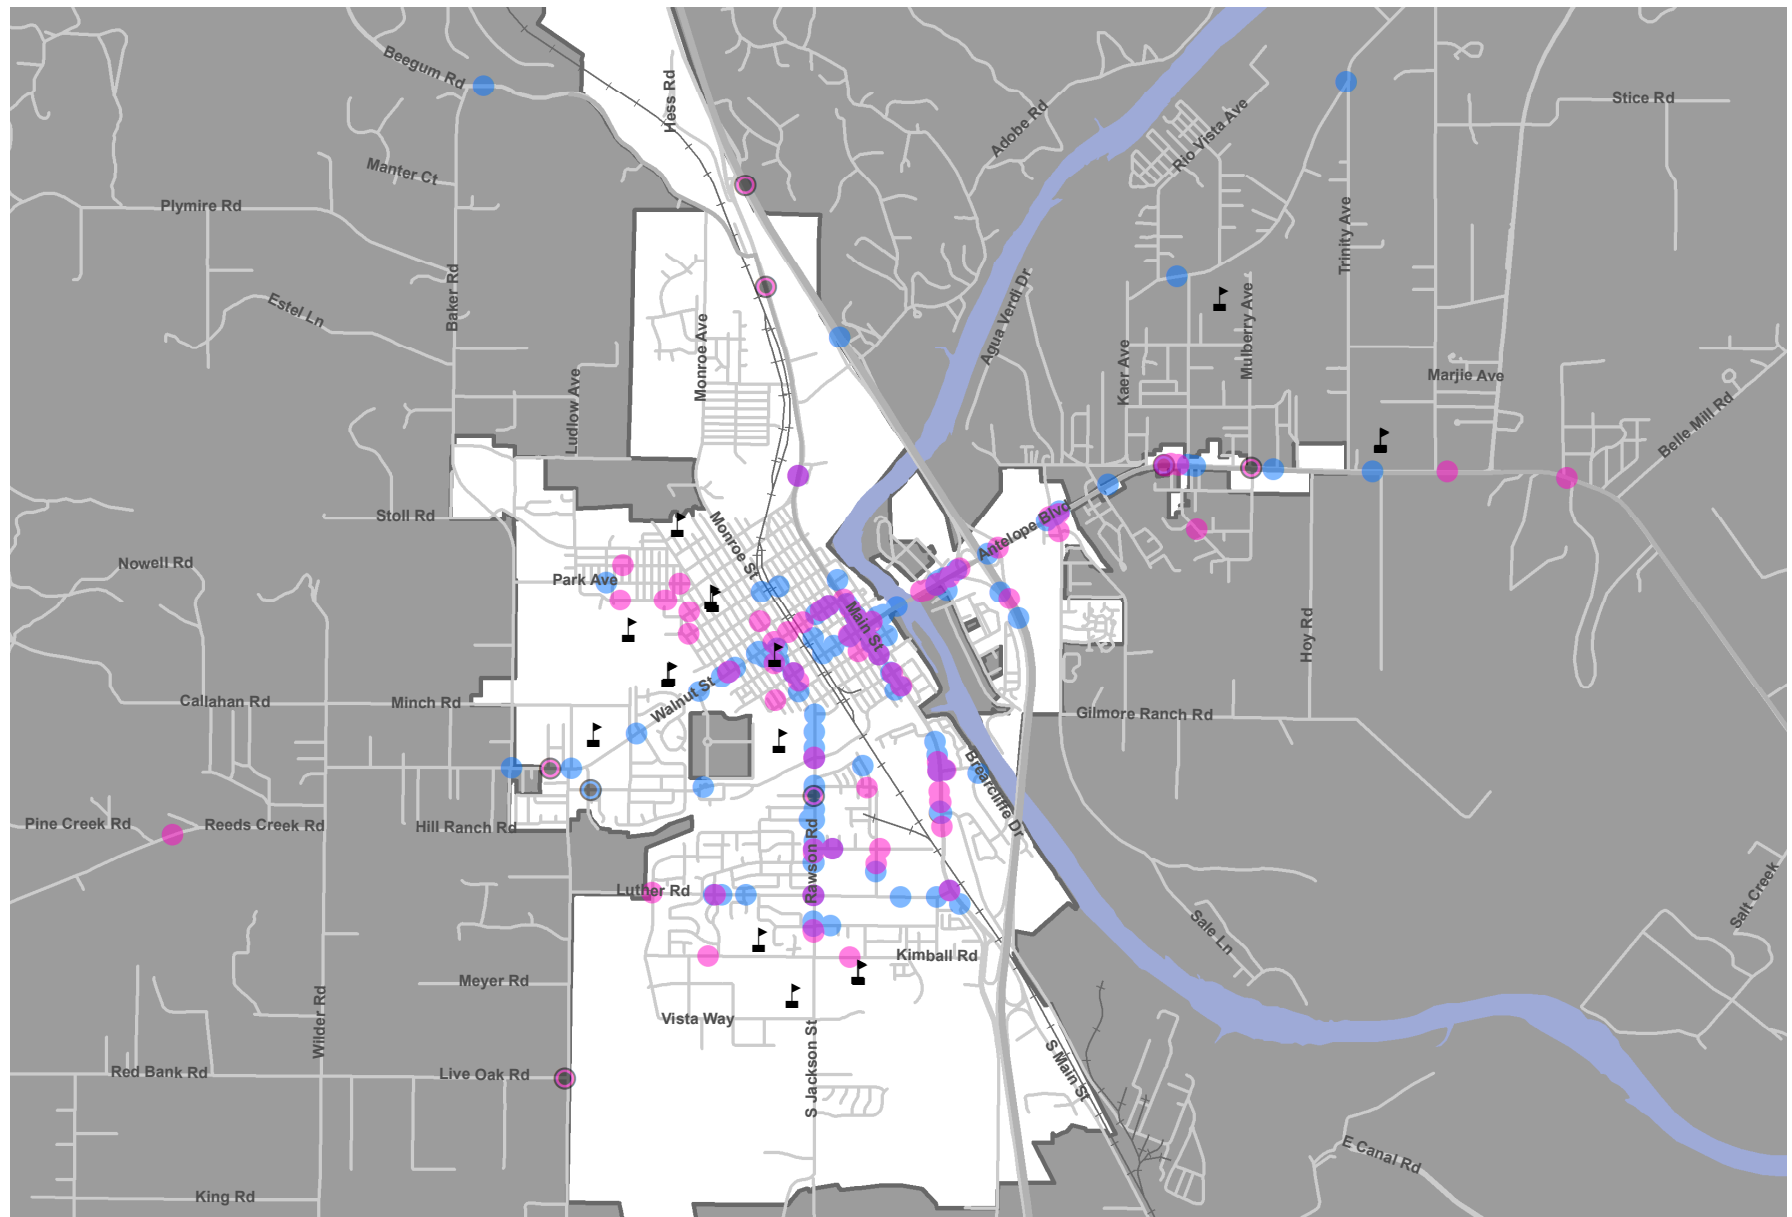 Beegum Rd
Hess Rd
Adobe Rd
Rio Vista Ave
Stice Rd
Manter Ct
Plymire Rd
Trinity Ave
Baker Rd
Estel Ln
Agua Verdi Dr
Mulberry Ave
Kaer Ave
Monroe Ave
Marjie Ave
Ludlow Ave
Belle Mill Rd
Stoll Rd
Monroe St
Antelope Blvd
Nowell Rd
Park Ave
Main St
Hoy Rd
Walnut St
Callahan Rd
Minch Rd
Gilmore Ranch Rd
Brearcliffe Dr
Pine Creek Rd
Reeds Creek Rd
Hill Ranch Rd
Rawson Rd
Luther Rd
Salt Creek
Sale Ln
Kimball Rd
Meyer Rd
Wilder Rd
Vista Way
S Jackson St
S Main St
Red Bank Rd
Live Oak Rd
E Canal Rd
King Rd